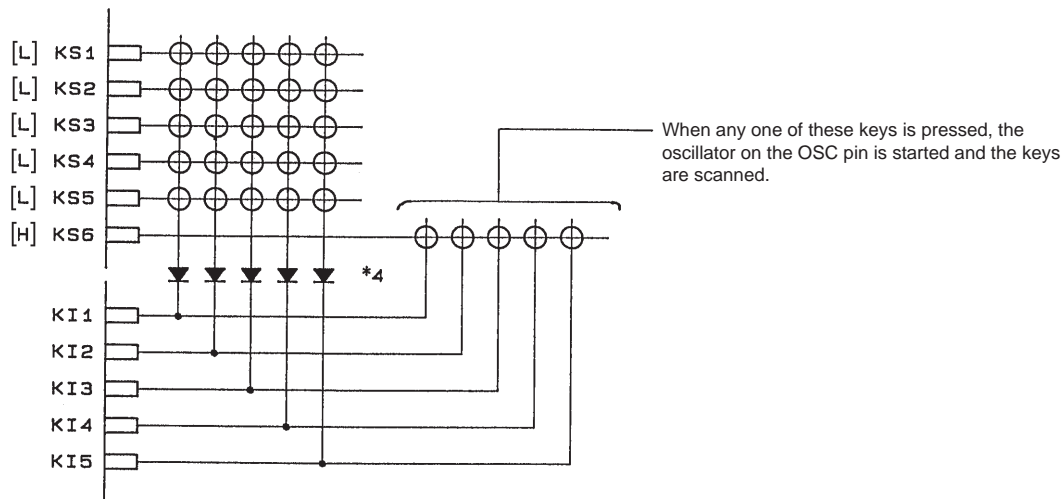 [L] KS1
[L] KS2
[L] KS3
[L] KS4
[L] KS5
[H] KS6
When any one of these keys is pressed, the
oscillator on the OSC pin is started and the keys
are scanned.
*4
KI1
KI2
KI3
KI4
KI5